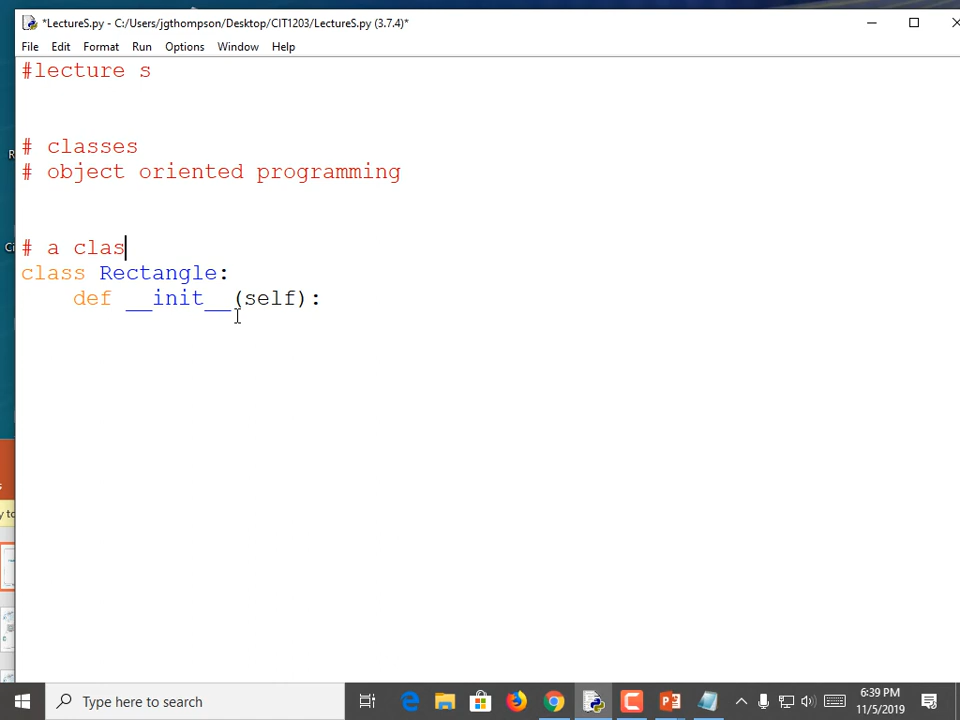 *LectureS.py - C:/Users/jgthompson/Desktop/CIT1203/LectureS.py (3.7.4)*
File Edit Format Run Options Window Help
#lecture s
# classes
# object oriented programming
# a clas
class Rectangle:
    def __init__(self):
Type here to search
6:39 PM
11/5/2019